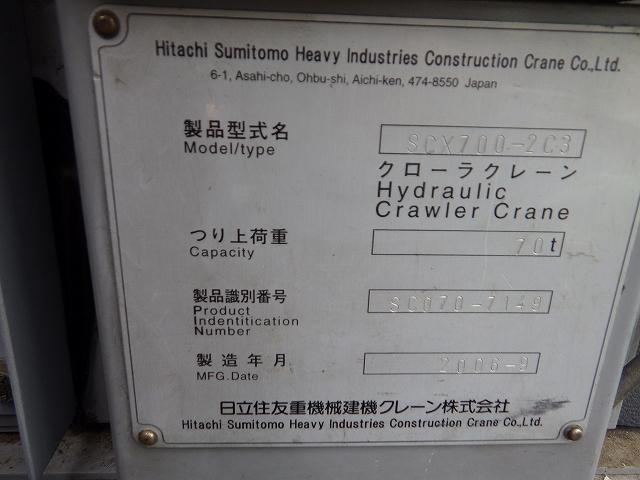 Hitachi Sumitomo Heavy Industries Construction Crane Co.,Ltd.
6-1, Asahi-cho, Ohbu-shi, Aichi-ken, 474-8550 Japan
製品型式名 SCX700-2C3
Model/type
クローラクレーン
Hydraulic
Crawler Crane
つり上荷重 70t
Capacity
製品識別番号 SC070-7149
Product
Indentitication
Number
製造年月 2006-9
MFG.Date
日立住友重機械建機クレーン株式会社
Hitachi Sumitomo Heavy Industries Construction Crane Co.,Ltd.